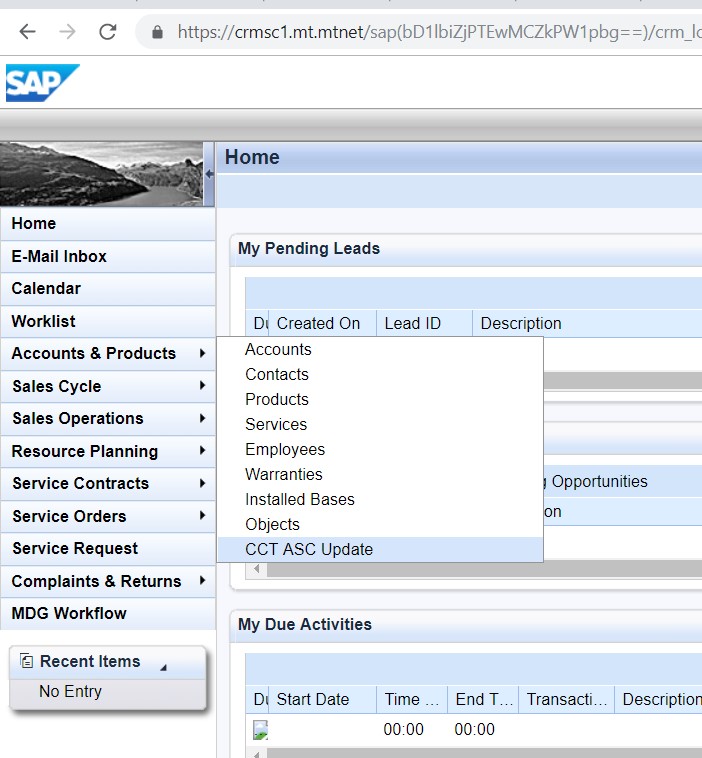 https://crmsc1.mt.mtnet/sap(bD1lbiZjPTEwMCZkPW1pbg==)/crm_lo
SAP
Home
Home
E-Mail Inbox
Calendar
Worklist
Accounts & Products
Sales Cycle
Sales Operations
Resource Planning
Service Contracts
Service Orders
Service Request
Complaints & Returns
MDG Workflow
Recent Items
No Entry
My Pending Leads
Created On Lead ID Description
Accounts
Contacts
Products
Services
Employees
Warranties
Installed Bases
Objects
CCT ASC Update
Opportunities
on
My Due Activities
Start Date Time ... End T... Transacti... Description
00:00 00:00